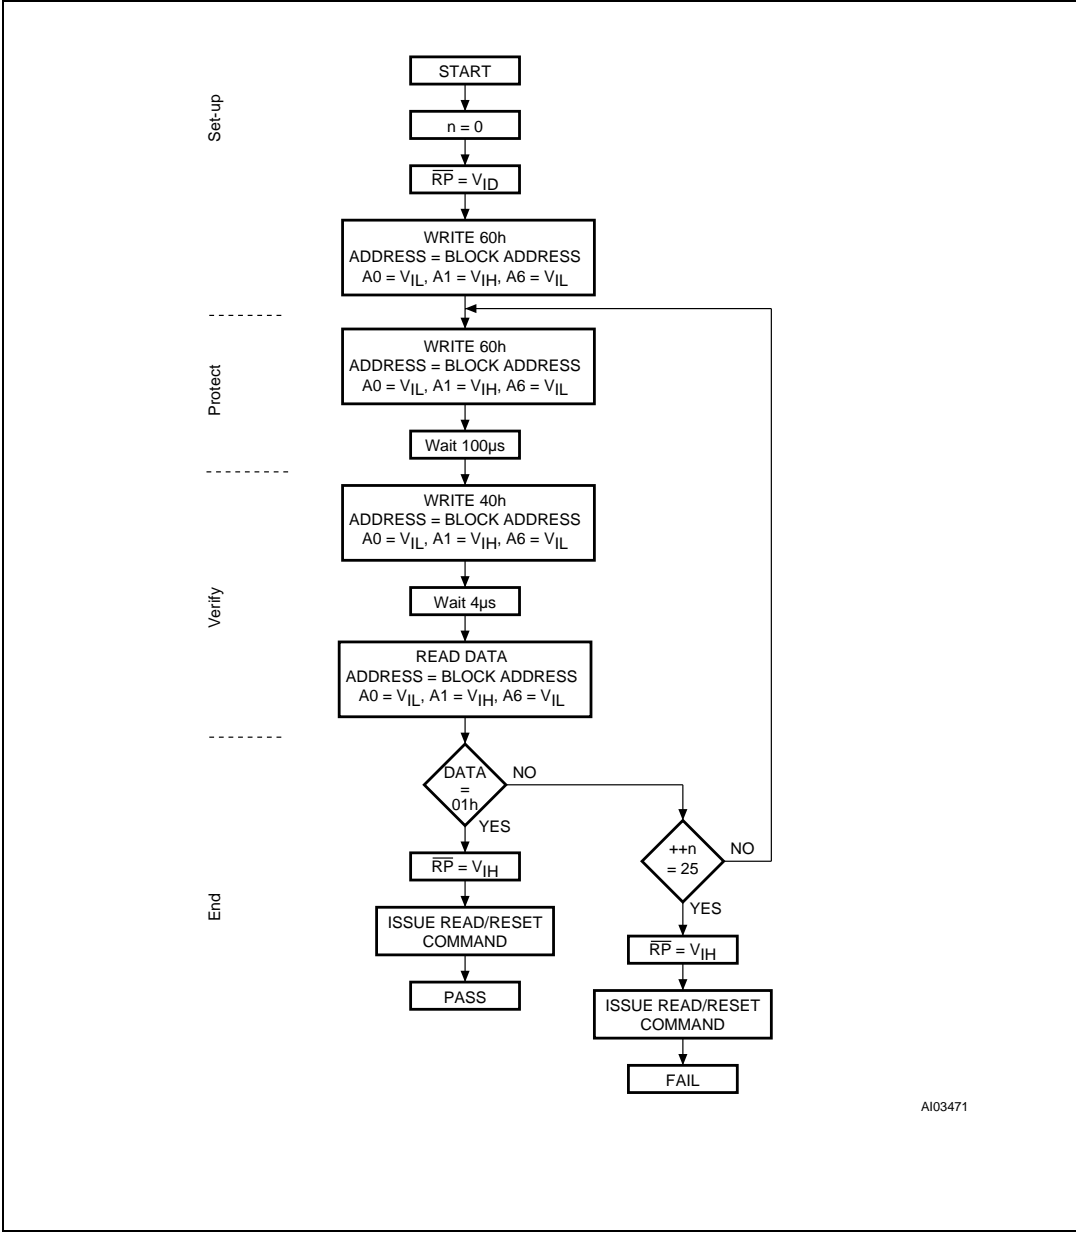 Set-up
START
n = 0
R̅P̅ = VID
WRITE 60h
ADDRESS = BLOCK ADDRESS
A0 = VIL, A1 = VIH, A6 = VIL
Protect
WRITE 60h
ADDRESS = BLOCK ADDRESS
A0 = VIL, A1 = VIH, A6 = VIL
Wait 100µs
Verify
WRITE 40h
ADDRESS = BLOCK ADDRESS
A0 = VIL, A1 = VIH, A6 = VIL
Wait 4µs
READ DATA
ADDRESS = BLOCK ADDRESS
A0 = VIL, A1 = VIH, A6 = VIL
End
DATA
=
01h
NO
YES
R̅P̅ = VIH
ISSUE READ/RESET
COMMAND
PASS
++n
= 25
NO
YES
R̅P̅ = VIH
ISSUE READ/RESET
COMMAND
FAIL
AI03471